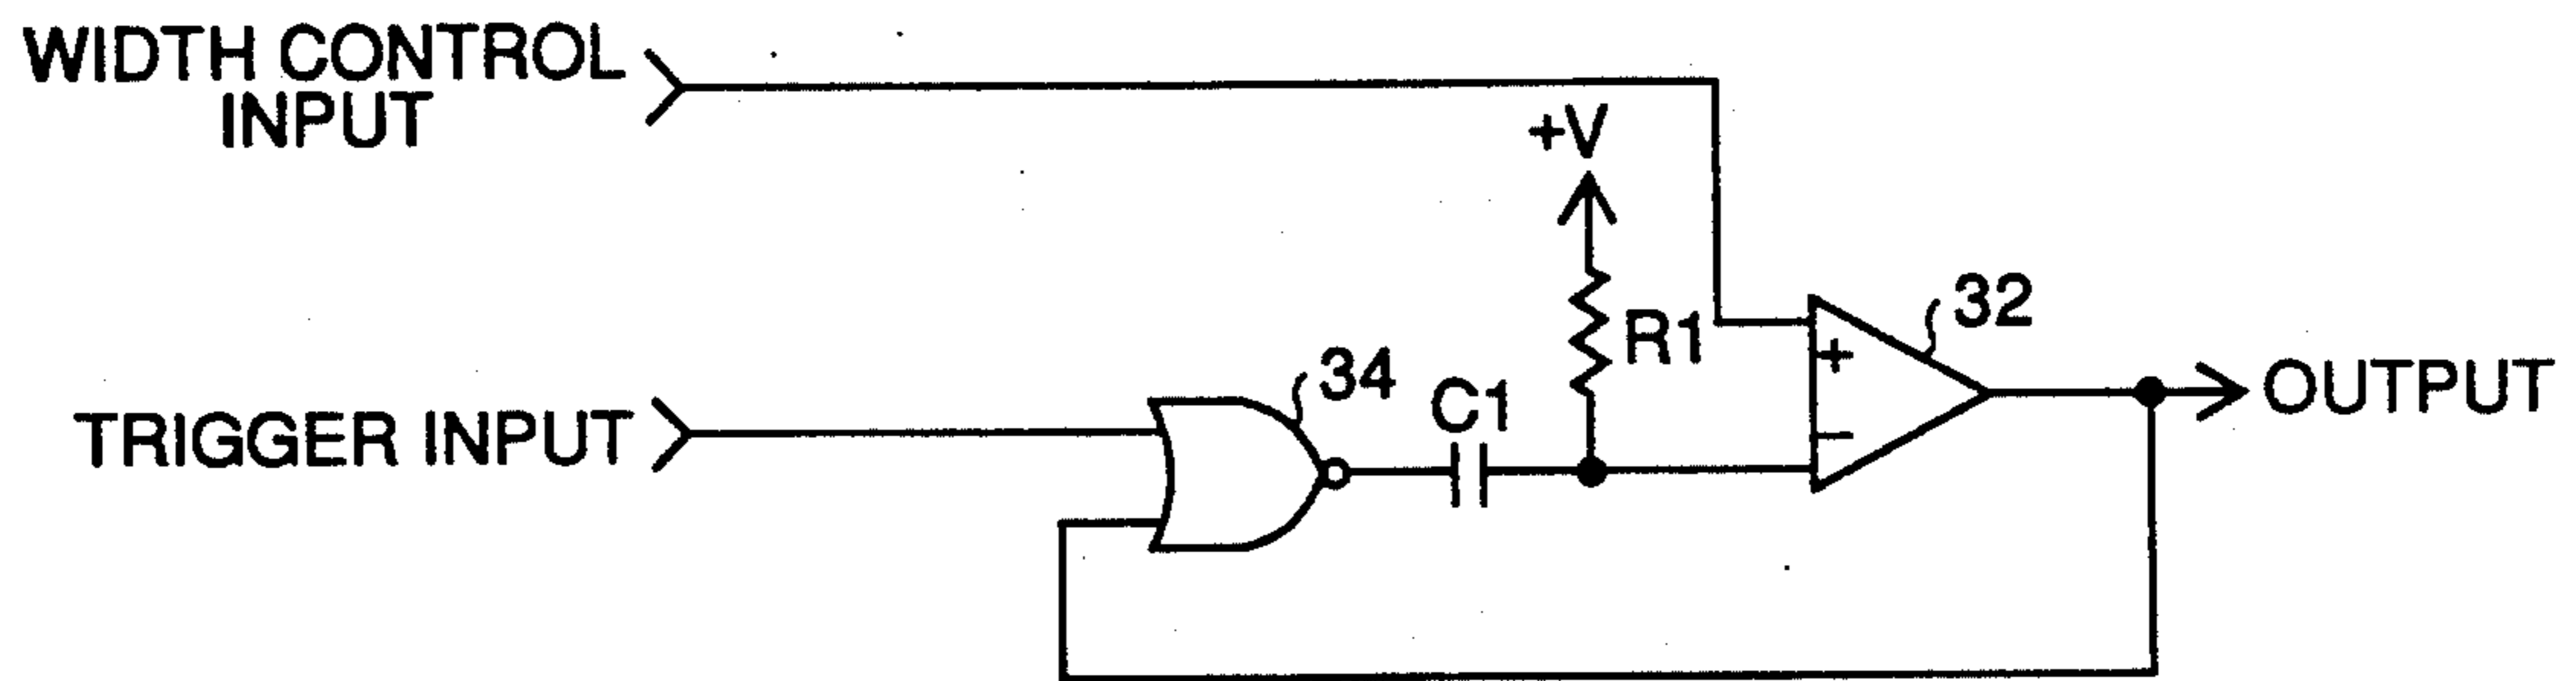 WIDTH CONTROL
INPUT
+V
R1
32
+
−
OUTPUT
34
C1
TRIGGER INPUT